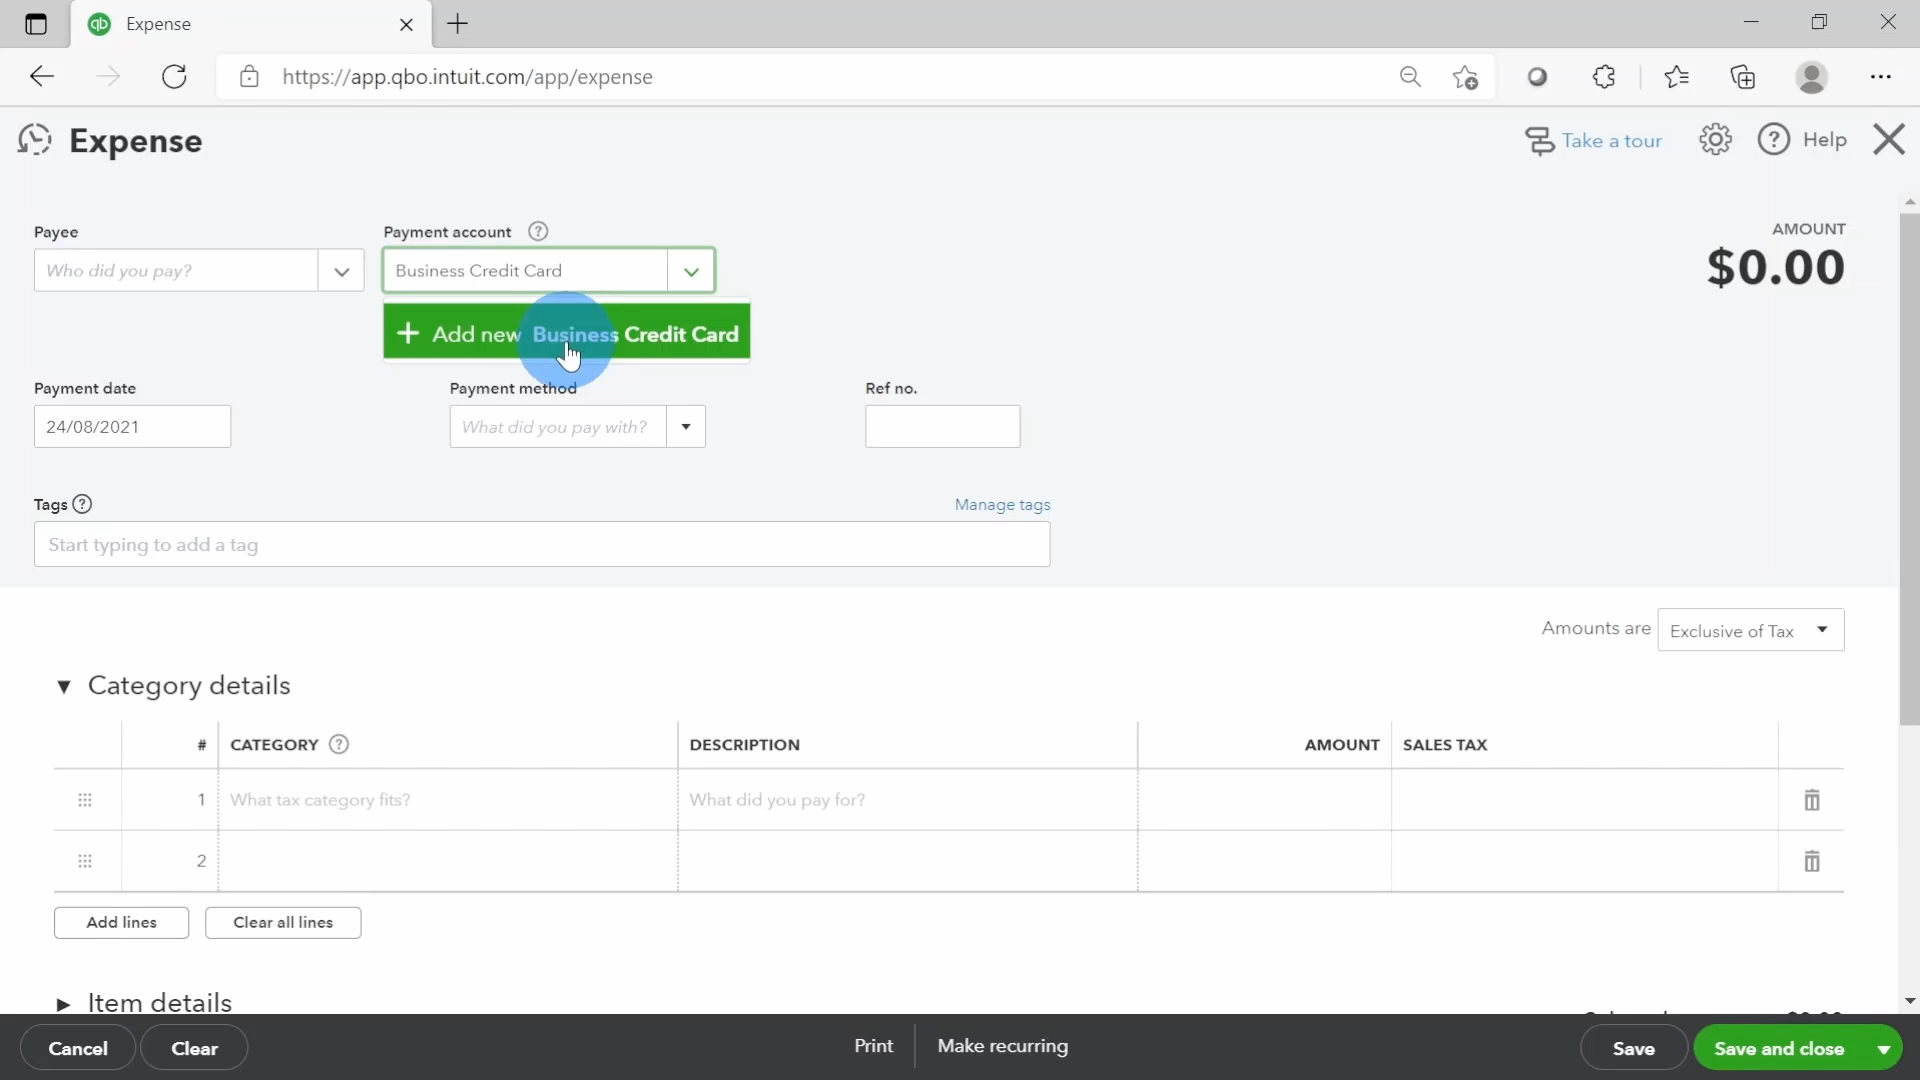 qb Expense
https://app.qbo.intuit.com/app/expense
Expense
Take a tour
? Help
Payee
Payment account ?
AMOUNT
Who did you pay?
Business Credit Card
$0.00
+ Add new Business Credit Card
Payment date
Payment method
Ref no.
24/08/2021
What did you pay with?
Tags ?
Manage tags
Start typing to add a tag
Amounts are Exclusive of Tax
Category details
# CATEGORY ? DESCRIPTION AMOUNT SALES TAX
1 What tax category fits? What did you pay for?
2
Add lines Clear all lines
Item details
Cancel Clear Print Make recurring Save Save and close